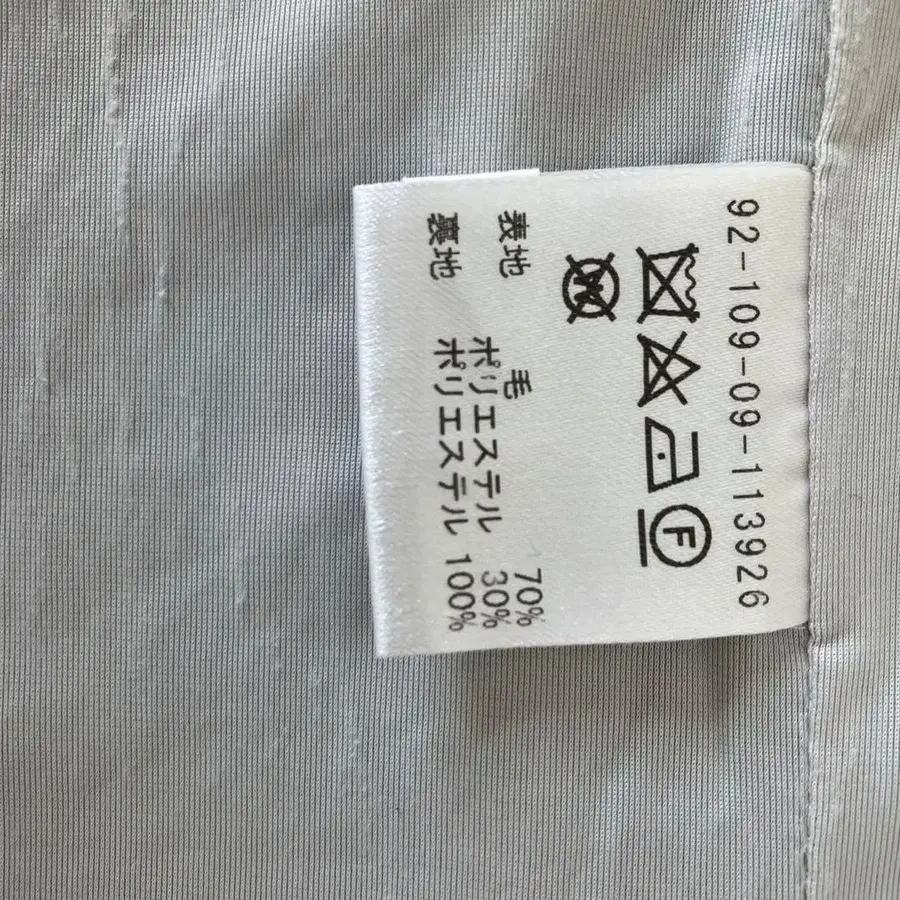 92-109-09-113926
F
W
表地 毛 70%
ポリエステル 30%
裏地 ポリエステル 100%